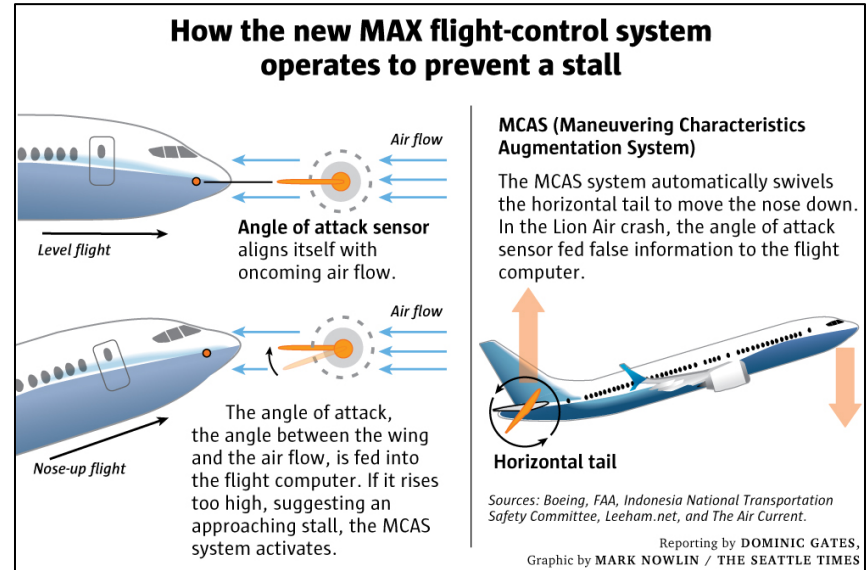 How the new MAX flight-control system
operates to prevent a stall
Air flow
Angle of attack sensor
aligns itself with
oncoming air flow.
Level flight
Air flow
The angle of attack,
the angle between the wing
and the air flow, is fed into
the flight computer. If it rises
too high, suggesting an
approaching stall, the MCAS
system activates.
Nose-up flight
MCAS (Maneuvering Characteristics
Augmentation System)
The MCAS system automatically swivels
the horizontal tail to move the nose down.
In the Lion Air crash, the angle of attack
sensor fed false information to the flight
computer.
Horizontal tail
Sources: Boeing, FAA, Indonesia National Transportation
Safety Committee, Leeham.net, and The Air Current.
Reporting by DOMINIC GATES,
Graphic by MARK NOWLIN / THE SEATTLE TIMES